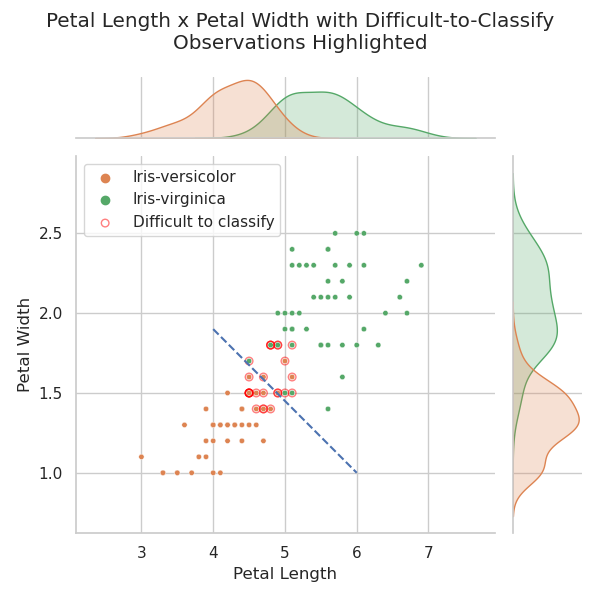 Petal Length x Petal Width with Difficult-to-Classify
Observations Highlighted
Iris-versicolor
Iris-virginica
Difficult to classify
2.5
2.0
1.5
1.0
Petal Width
3 4 5 6 7
Petal Length